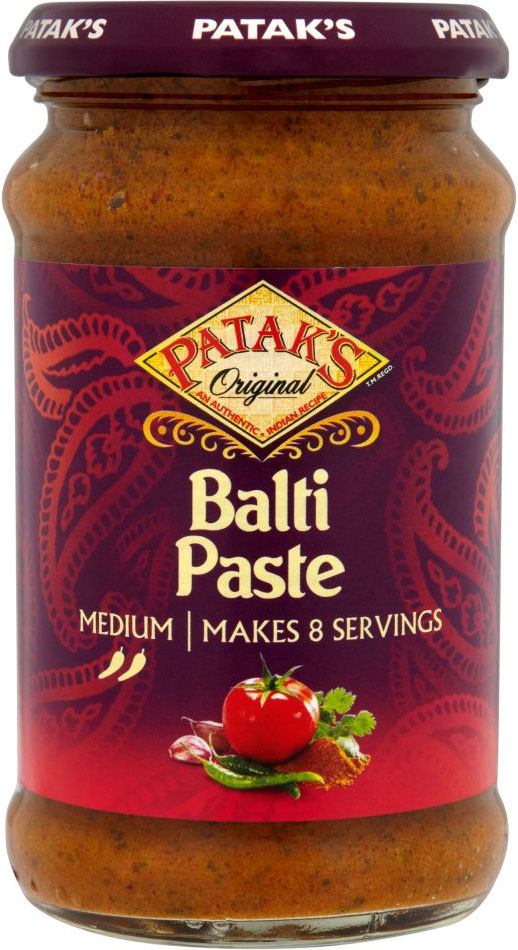 PATAK'S PATAK'S PATAK
PATAK'S
Original
AN AUTHENTIC • INDIAN RECIPE
T.M.REGD.
Balti
Paste
MEDIUM | MAKES 8 SERVINGS